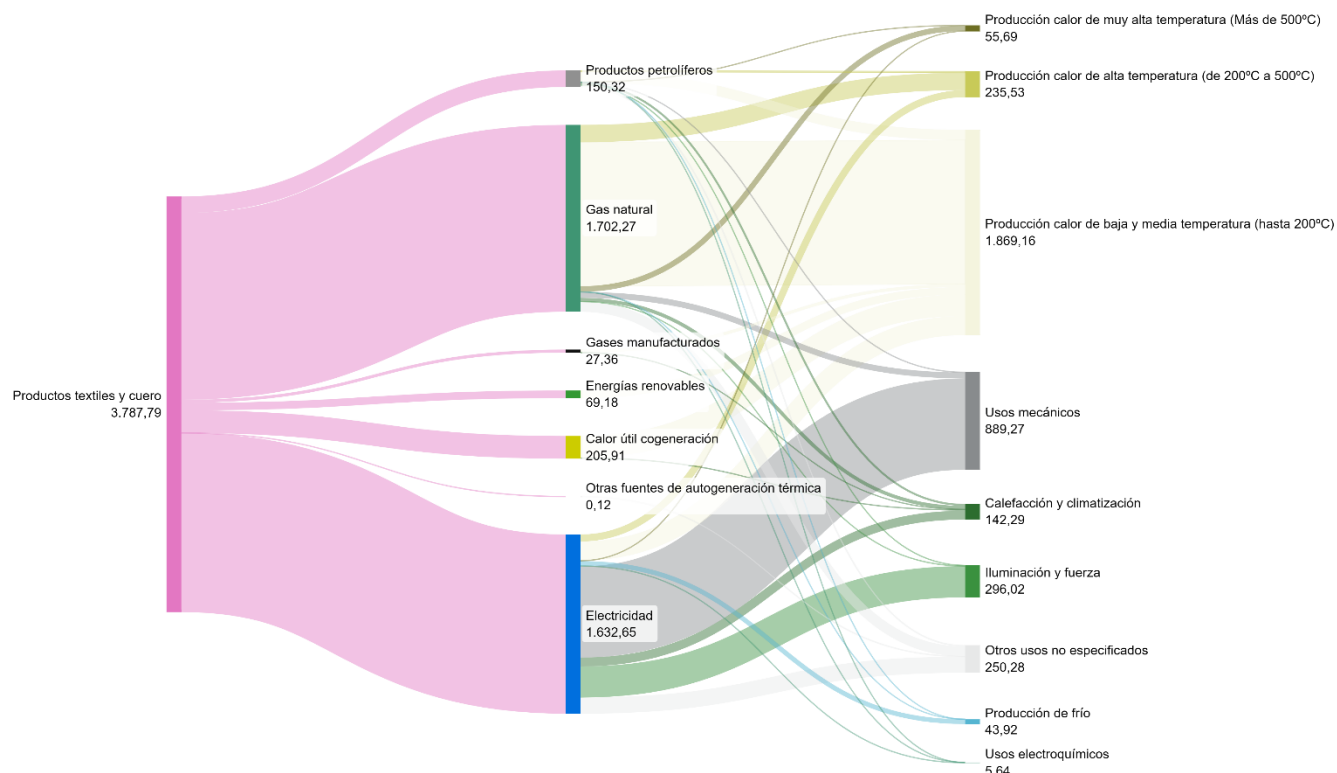 Productos textiles y cuero
3.787,79
Productos petrolíferos
150,32
Gas natural
1.702,27
Gases manufacturados
27,36
Energías renovables
69,18
Calor útil cogeneración
205,91
Otras fuentes de autogeneración térmica
0,12
Electricidad
1.632,65
Producción calor de muy alta temperatura (Más de 500ºC)
55,69
Producción calor de alta temperatura (de 200ºC a 500ºC)
235,53
Producción calor de baja y media temperatura (hasta 200ºC)
1.869,16
Usos mecánicos
889,27
Calefacción y climatización
142,29
Iluminación y fuerza
296,02
Otros usos no especificados
250,28
Producción de frío
43,92
Usos electroquímicos
5,64